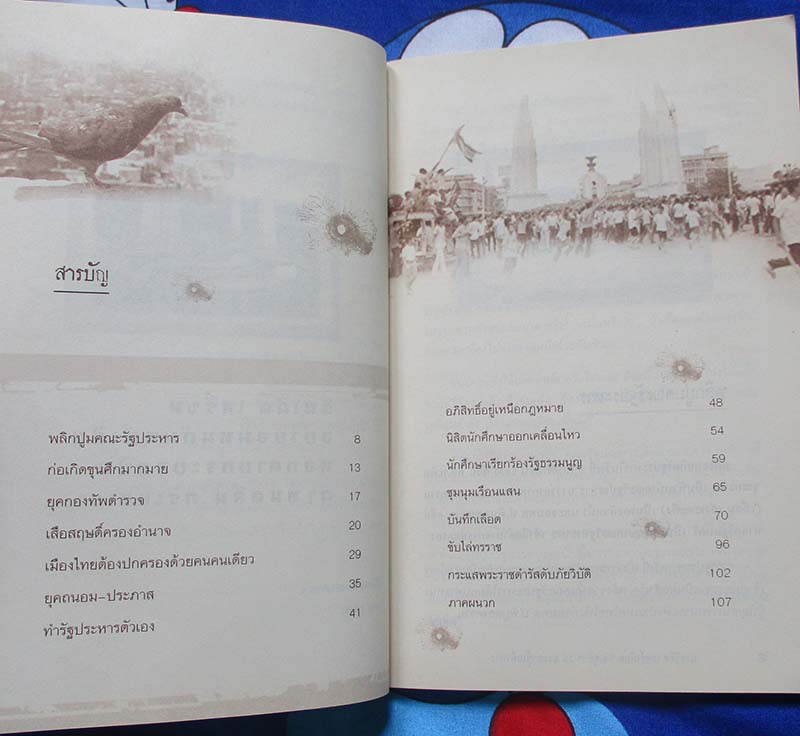 สารบัญ
พลิกปูมคณะรัฐประหาร 8
ก่อเกิดขุนศึกมากมาย 13
ยุคกองทัพตำรวจ 17
เสือสฤษดิ์ครองอำนาจ 20
เมืองไทยต้องปกครองด้วยคนคนเดียว 29
ยุคถนอม-ประภาส 35
ทำรัฐประหารตัวเอง 41
อภิสิทธิ์อยู่เหนือกฎหมาย 48
นิสิตนักศึกษาออกเคลื่อนไหว 54
นักศึกษาเรียกร้องรัฐธรรมนูญ 59
ชุมนุมเรือนแสน 65
บันทึกเลือด 70
ขับไล่ทรราช 96
กระแสพระราชดำรัสดับภัยวิบัติ 102
ภาคผนวก 107